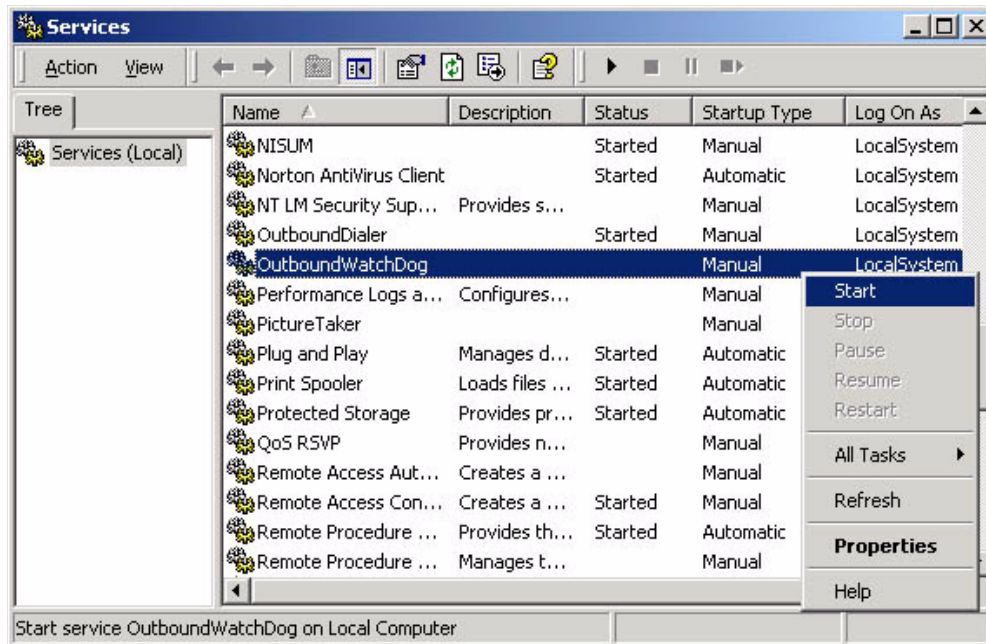 Services
Action View
Tree
Name Description Status Startup Type Log On As
Services (Local)
NISUM Started Manual LocalSystem
Norton AntiVirus Client Started Automatic LocalSystem
NT LM Security Sup... Provides s... Manual LocalSystem
OutboundDialer Started Manual LocalSystem
OutboundWatchDog Manual LocalSystem
Performance Logs a... Configures... Manual
Start
PictureTaker Manual
Stop
Plug and Play Manages d... Started Automatic
Pause
Print Spooler Loads files ... Started Automatic
Resume
Protected Storage Provides pr... Started Automatic
Restart
QoS RSVP Provides n... Manual
All Tasks
Remote Access Aut... Creates a ... Manual
Remote Access Con... Creates a ... Started Manual
Refresh
Remote Procedure ... Provides th... Started Automatic
Properties
Remote Procedure ... Manages t... Manual
Help
Start service OutboundWatchDog on Local Computer